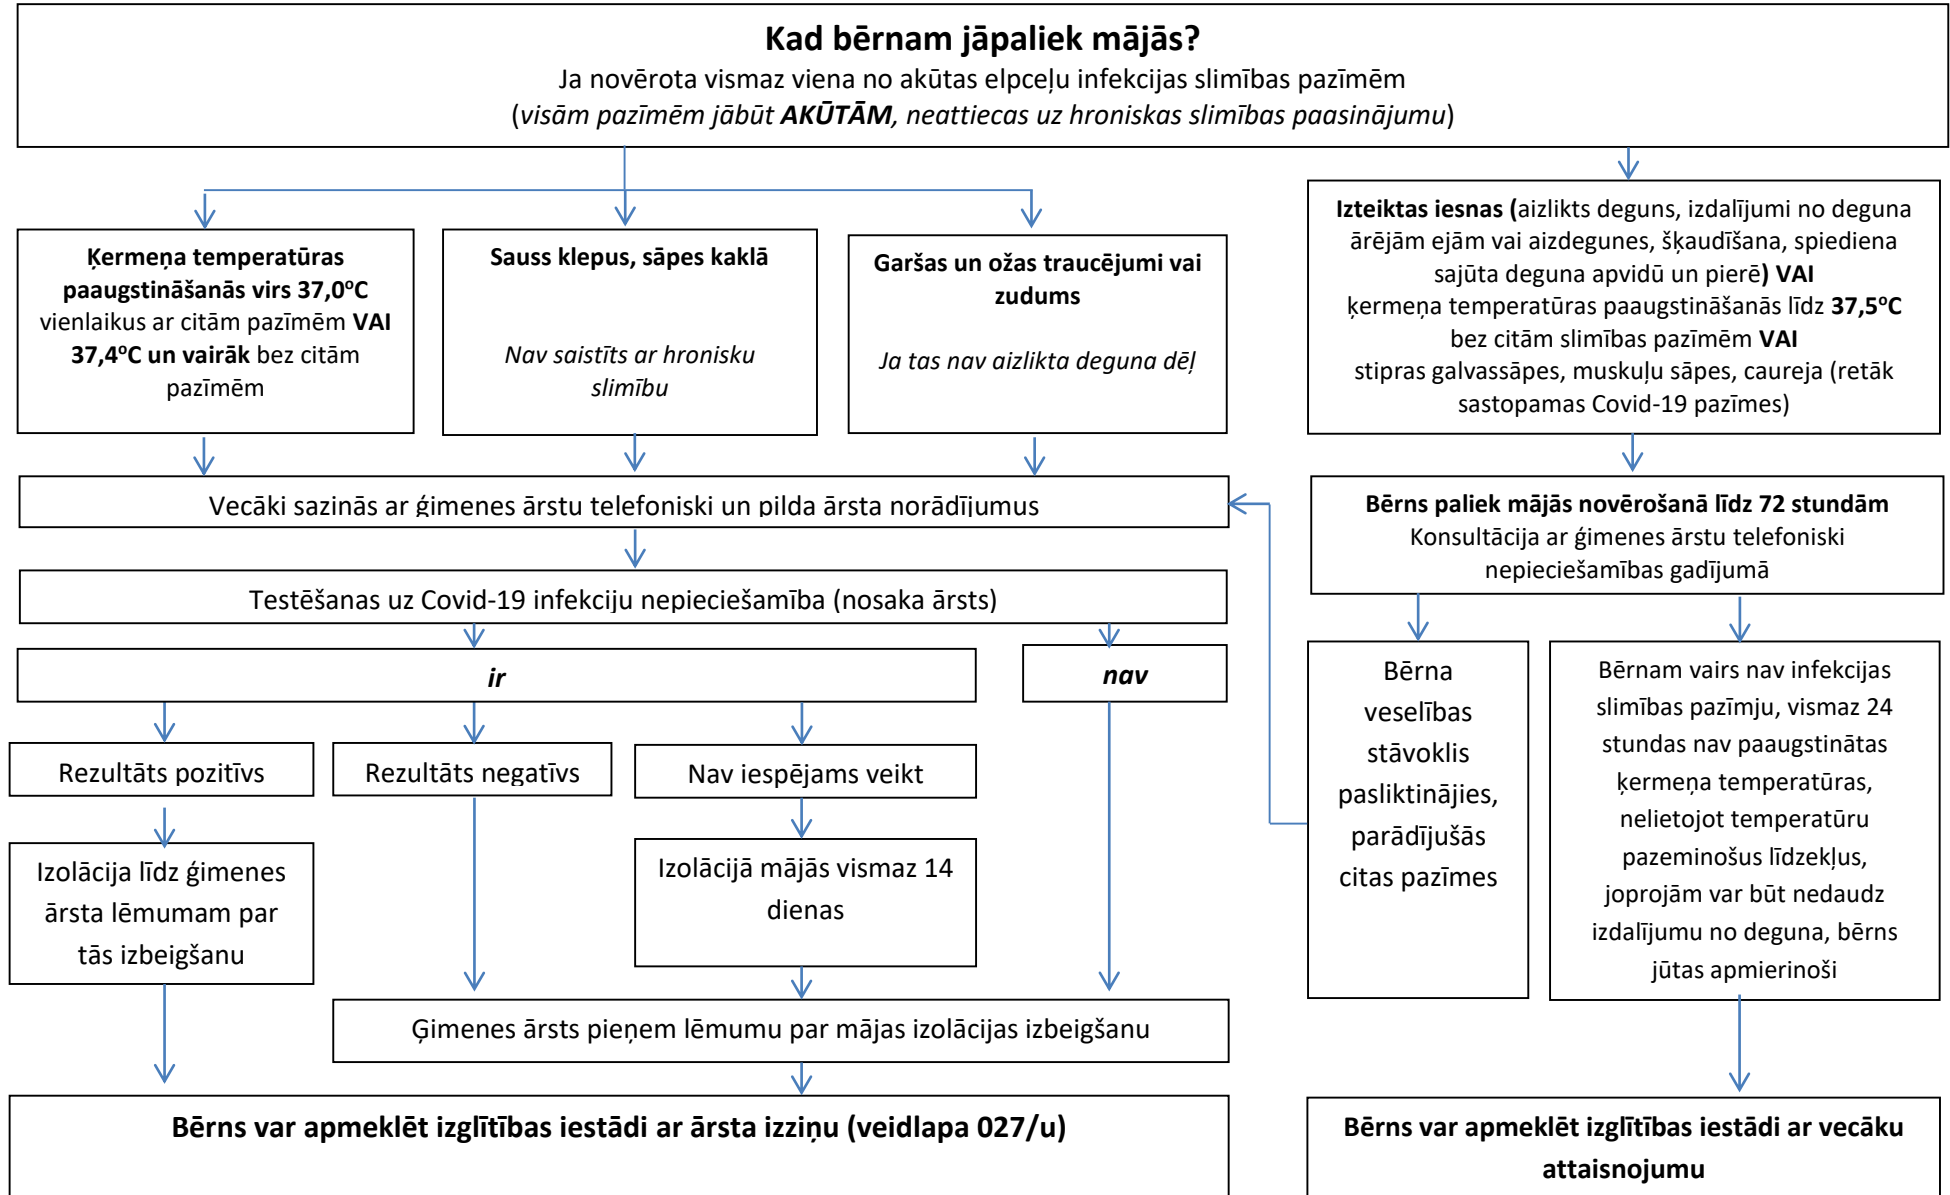 Kad bērnam jāpaliek mājās?
Ja novērota vismaz viena no akūtas elpceļu infekcijas slimības pazīmēm
(visām pazīmēm jābūt AKŪTĀM, neattiecas uz hroniskas slimības paasinājumu)
Ķermeņa temperatūras
paaugstināšanās virs 37,0°C
vienlaikus ar citām pazīmēm VAI
37,4°C un vairāk bez citām
pazīmēm
Sauss klepus, sāpes kaklā
Nav saistīts ar hronisku
slimību
Garšas un ožas traucējumi vai
zudums
Ja tas nav aizlikta deguna dēļ
Izteiktas iesnas (aizlikts deguns, izdalījumi no deguna
ārējām ejām vai aizdegunes, šķaudīšana, spiediena
sajūta deguna apvidū un pierē) VAI
ķermeņa temperatūras paaugstināšanās līdz 37,5°C
bez citām slimības pazīmēm VAI
stipras galvassāpes, muskuļu sāpes, caureja (retāk
sastopamas Covid-19 pazīmes)
Vecāki sazinās ar ģimenes ārstu telefoniski un pilda ārsta norādījumus
Bērns paliek mājās novērošanā līdz 72 stundām
Konsultācija ar ģimenes ārstu telefoniski
nepieciešamības gadījumā
Testēšanas uz Covid-19 infekciju nepieciešamība (nosaka ārsts)
ir
nav
Rezultāts pozitīvs
Rezultāts negatīvs
Nav iespējams veikt
Izolācija līdz ģimenes
ārsta lēmumam par
tās izbeigšanu
Izolācijā mājās vismaz 14
dienas
Bērna
veselības
stāvoklis
pasliktinājies,
parādījušās
citas pazīmes
Bērnam vairs nav infekcijas
slimības pazīmju, vismaz 24
stundas nav paaugstinātas
ķermeņa temperatūras,
nelietojot temperatūru
pazeminošus līdzekļus,
joprojām var būt nedaudz
izdalījumu no deguna, bērns
jūtas apmierinoši
Ģimenes ārsts pieņem lēmumu par mājas izolācijas izbeigšanu
Bērns var apmeklēt izglītības iestādi ar ārsta izziņu (veidlapa 027/u)
Bērns var apmeklēt izglītības iestādi ar vecāku
attaisnojumu